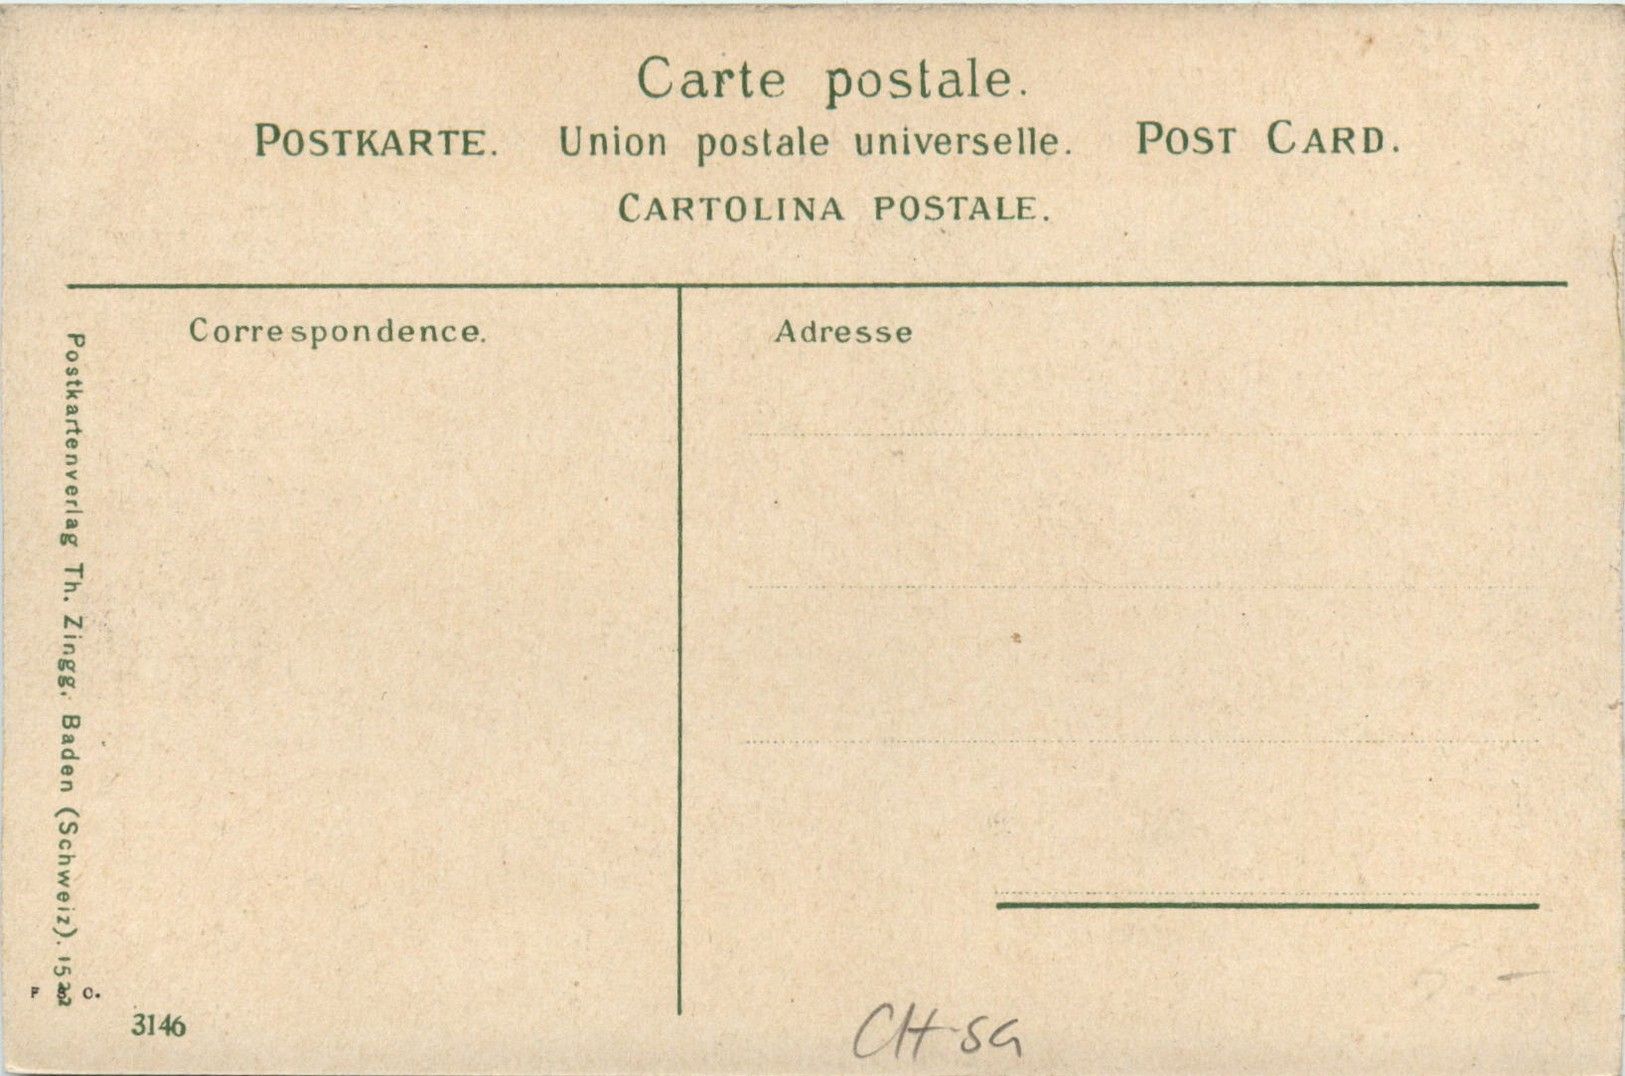 Carte postale.
POSTKARTE. Union postale universelle. POST CARD.
CARTOLINA POSTALE.
Correspondence.
Adresse
Postkartenverlag Th. Zingg, Baden (Schweiz). 1522
F & C.
3146
CH-SG